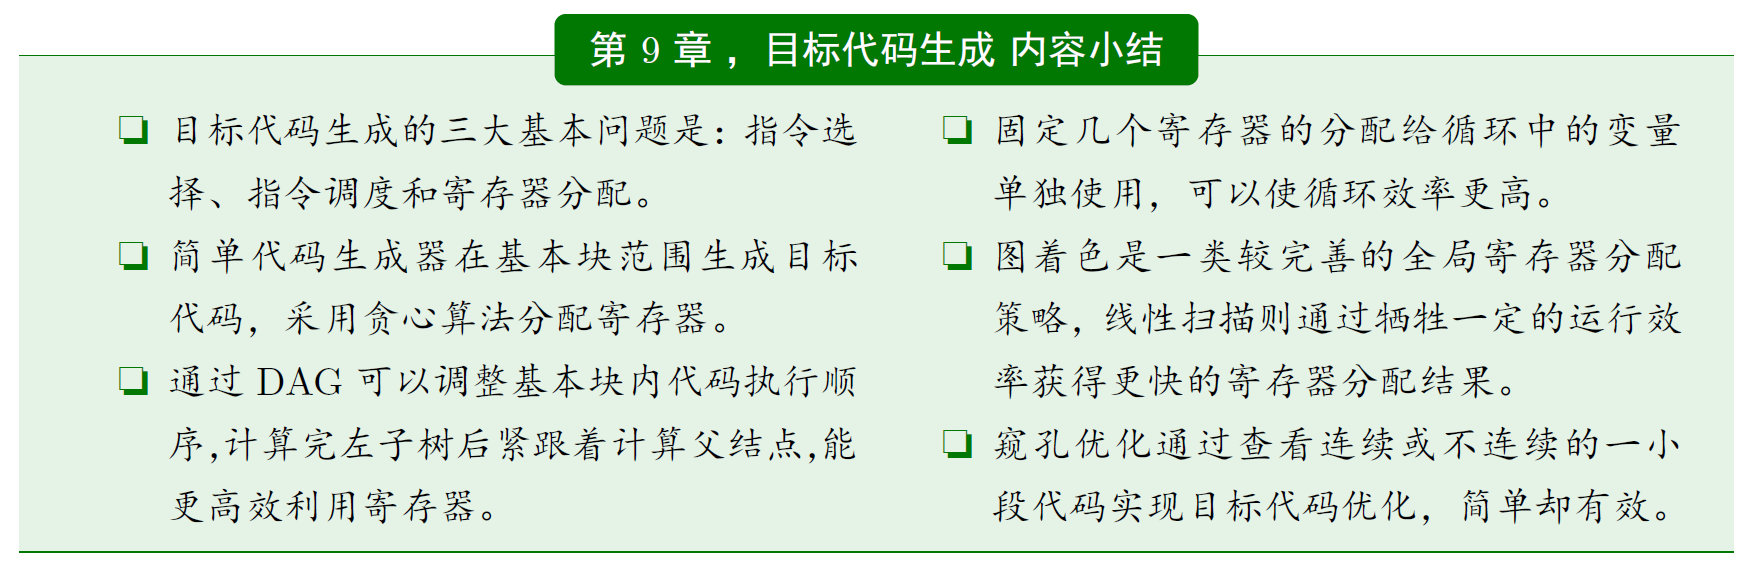 第 9 章，目标代码生成 内容小结
目标代码生成的三大基本问题是：指令选
择、指令调度和寄存器分配。
简单代码生成器在基本块范围生成目标
代码，采用贪心算法分配寄存器。
通过 DAG 可以调整基本块内代码执行顺
序,计算完左子树后紧跟着计算父结点,能
更高效利用寄存器。
固定几个寄存器的分配给循环中的变量
单独使用，可以使循环效率更高。
图着色是一类较完善的全局寄存器分配
策略，线性扫描则通过牺牲一定的运行效
率获得更快的寄存器分配结果。
窥孔优化通过查看连续或不连续的一小
段代码实现目标代码优化，简单却有效。